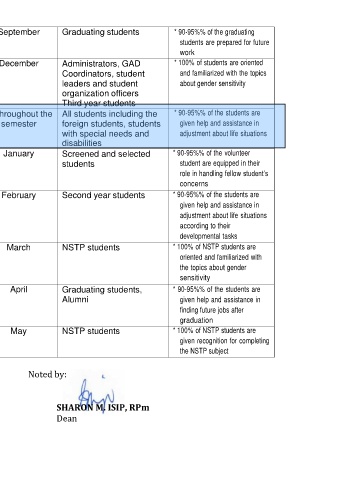 September
Graduating students
* 90-95%% of the graduating
students are prepared for future
work
December
Administrators, GAD
Coordinators, student
leaders and student
organization officers
Third year students
* 100% of students are oriented
and familiarized with the topics
about gender sensitivity
hroughout the
semester
All students including the
foreign students, students
with special needs and
disabilities
* 90-95%% of the students are
given help and assistance in
adjustment about life situations
January
Screened and selected
students
* 90-95%% of the volunteer
student are equipped in their
role in handling fellow student's
concerns
February
Second year students
* 90-95%% of the students are
given help and assistance in
adjustment about life situations
according to their
developmental tasks
March
NSTP students
* 100% of NSTP students are
oriented and familiarized with
the topics about gender
sensitivity
April
Graduating students,
Alumni
* 90-95%% of the students are
given help and assistance in
finding future jobs after
graduation
May
NSTP students
* 100% of NSTP students are
given recognition for completing
the NSTP subject
Noted by:
SHARON M. ISIP, RPm
Dean